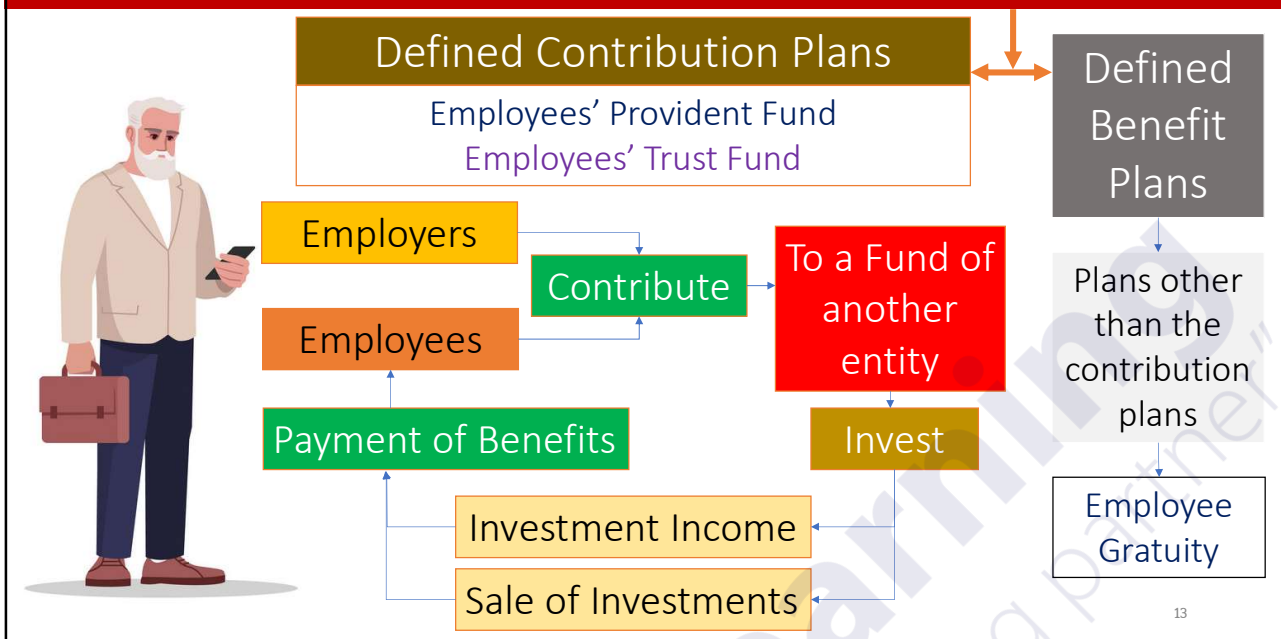 Defined Contribution Plans
Employees’ Provident Fund
Employees’ Trust Fund
Defined
Benefit
Plans
Employers
Employees
Contribute
To a Fund of
another
entity
Plans other
than the
contribution
plans
Payment of Benefits
Invest
Investment Income
Sale of Investments
Employee
Gratuity
13
arning
g partner”